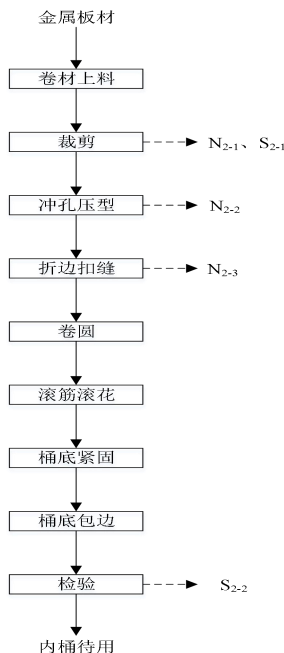 金属板材
卷材上料
裁剪
N2-1、S2-1
冲孔压型
N2-2
折边扣缝
N2-3
卷圆
滚筋滚花
桶底紧固
桶底包边
检验
S2-2
内桶待用